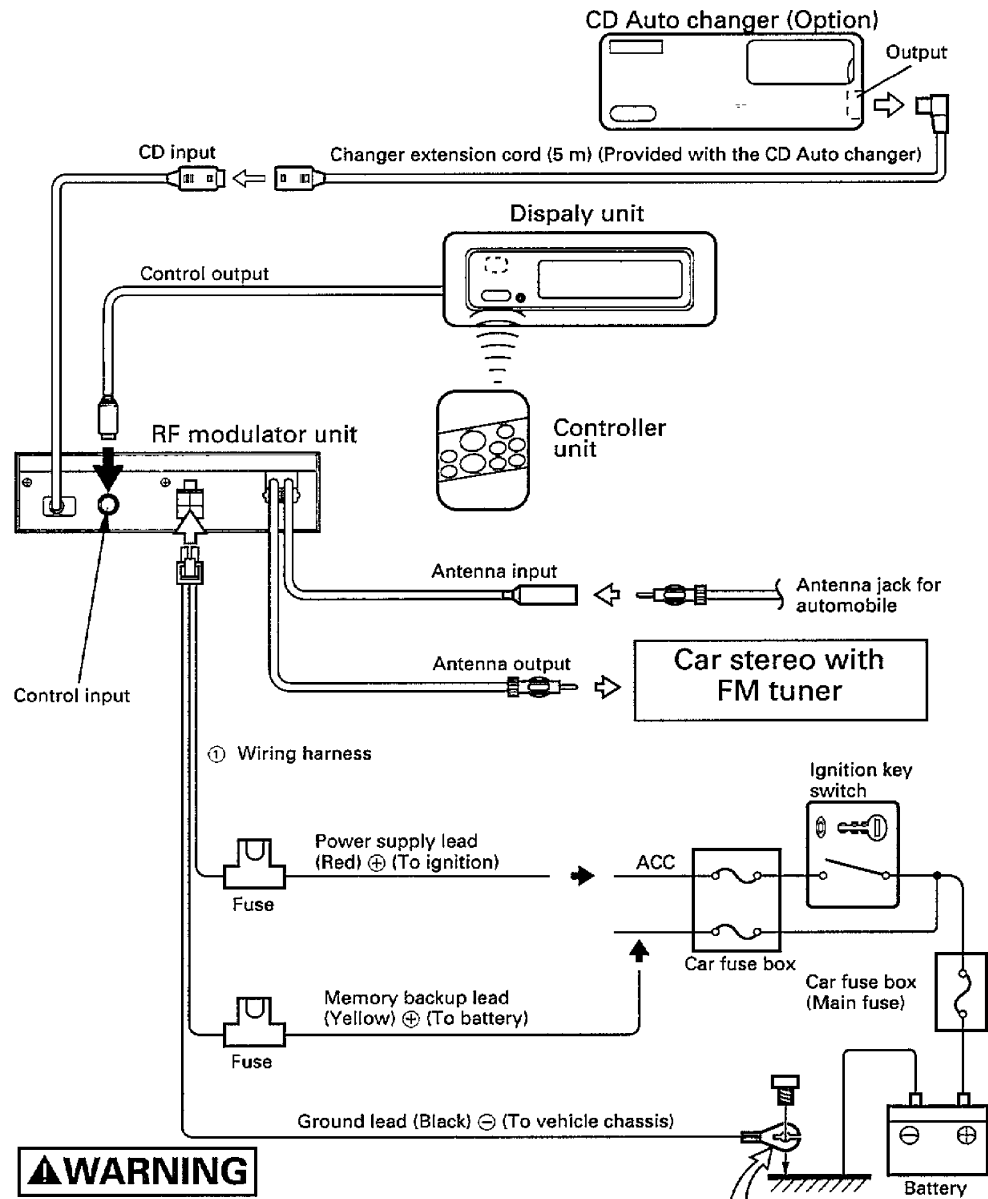 CD Auto changer (Option)
Output
CD input
Changer extension cord (5 m) (Provided with the CD Auto changer)
Dispaly unit
Control output
RF modulator unit
Controller
unit
Antenna input
Antenna jack for
automobile
Antenna output
Car stereo with
FM tuner
Control input
① Wiring harness
Ignition key
switch
Power supply lead
(Red) ⊕ (To ignition)
ACC
Fuse
Car fuse box
Car fuse box
(Main fuse)
Memory backup lead
(Yellow) ⊕ (To battery)
Fuse
Ground lead (Black) ⊖ (To vehicle chassis)
⊖ ⊕
Battery
⚠WARNING